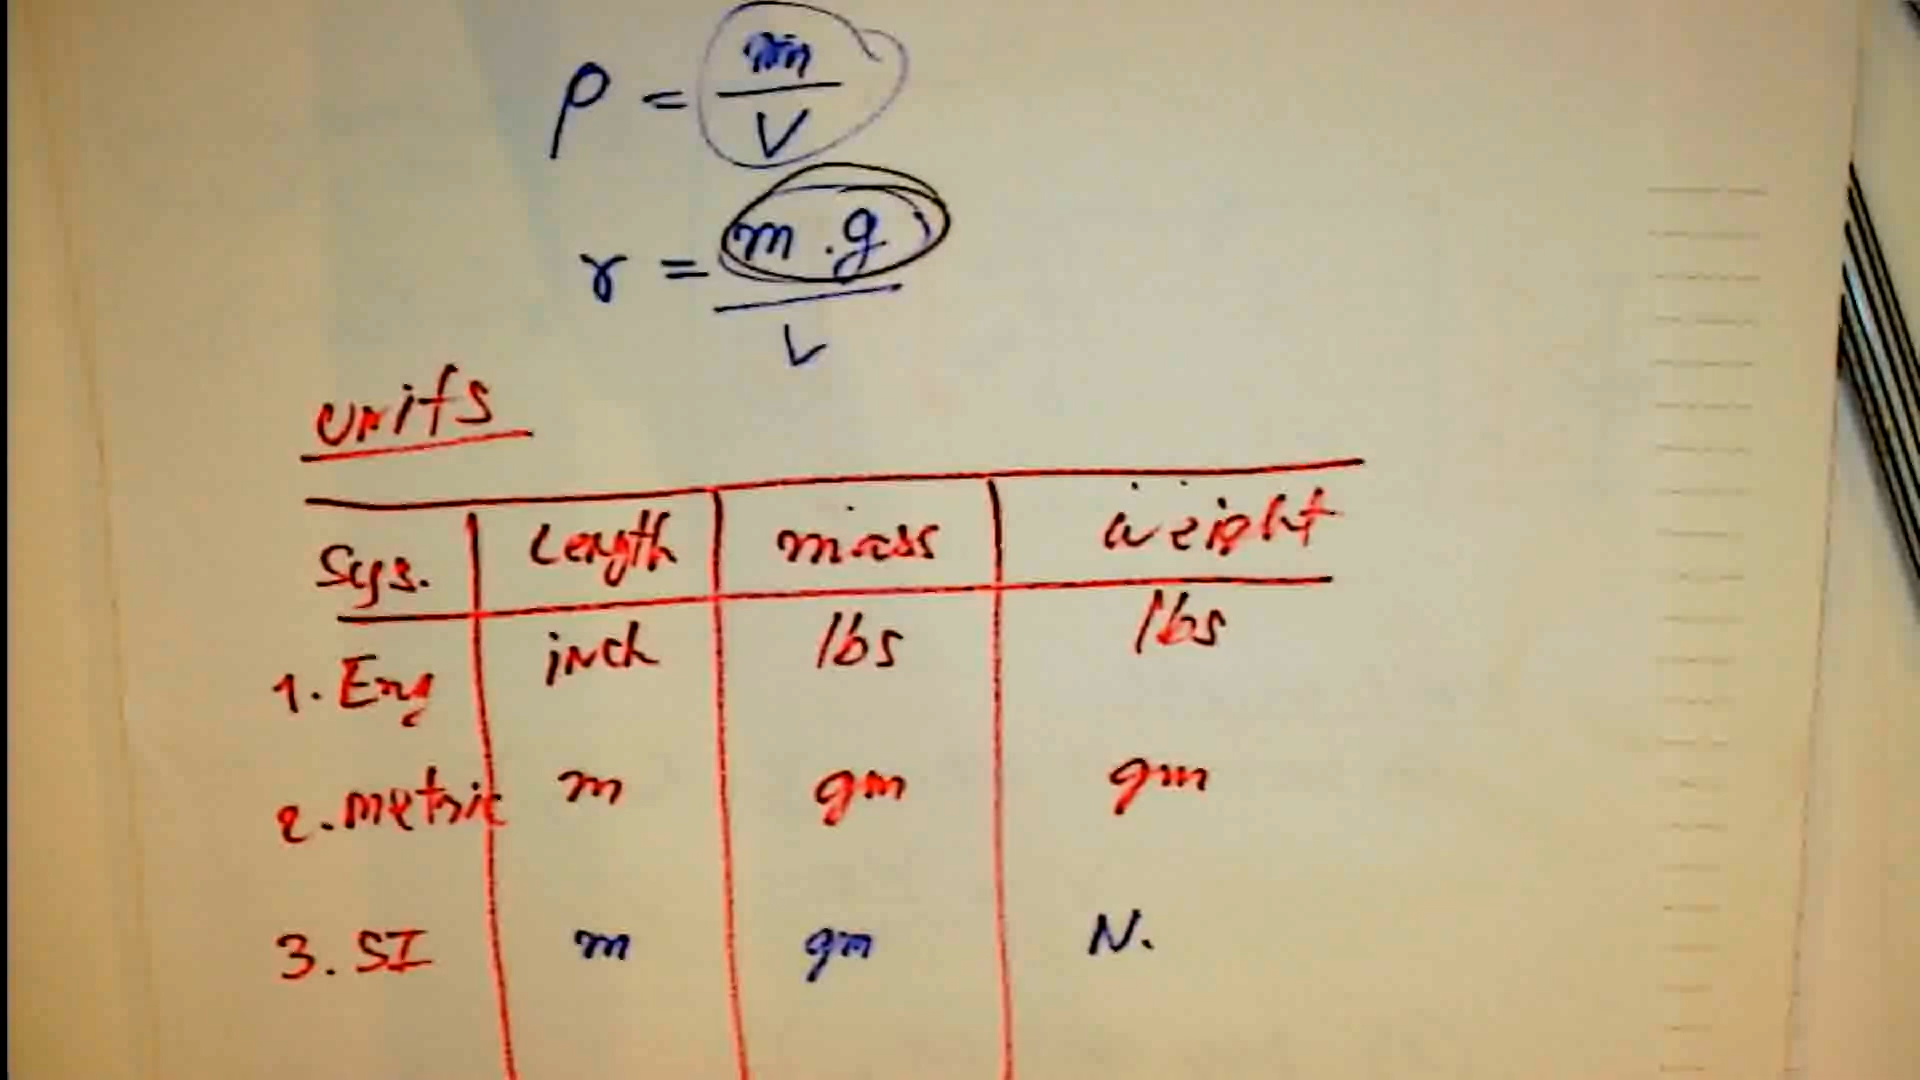 ρ = m/V
γ = m.g/V
units
Sys. Length mass weight
1. Eng inch lbs lbs
2. metric m gm gm
3. SI m gm N.